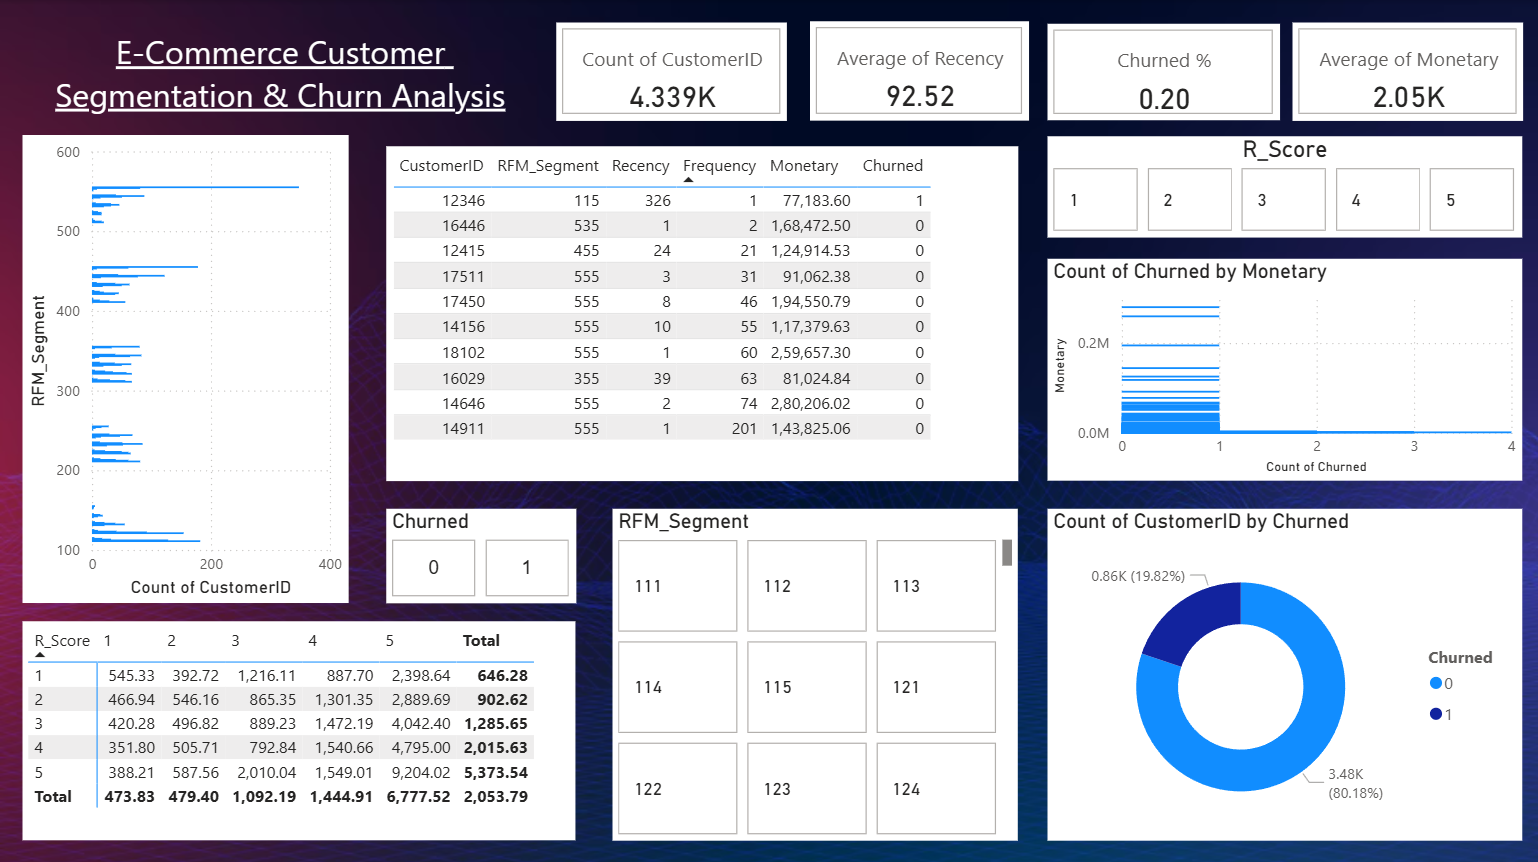 E-Commerce Customer
Segmentation & Churn Analysis
Count of CustomerID
4.339K
Average of Recency
92.52
Churned %
0.20
Average of Monetary
2.05K
600
500
400
300
200
100
RFM_Segment
0 200 400
Count of CustomerID
CustomerID RFM_Segment Recency Frequency Monetary Churned
12346 115 326 1 77,183.60 1
16446 535 1 2 1,68,472.50 0
12415 455 24 21 1,24,914.53 0
17511 555 3 31 91,062.38 0
17450 555 8 46 1,94,550.79 0
14156 555 10 55 1,17,379.63 0
18102 555 1 60 2,59,657.30 0
16029 355 39 63 81,024.84 0
14646 555 2 74 2,80,206.02 0
14911 555 1 201 1,43,825.06 0
R_Score
1 2 3 4 5
Count of Churned by Monetary
Monetary
0.2M
0.0M
0 1 2 3 4
Count of Churned
Churned
0 1
R_Score 1 2 3 4 5 Total
1 545.33 392.72 1,216.11 887.70 2,398.64 646.28
2 466.94 546.16 865.35 1,301.35 2,889.69 902.62
3 420.28 496.82 889.23 1,472.19 4,042.40 1,285.65
4 351.80 505.71 792.84 1,540.66 4,795.00 2,015.63
5 388.21 587.56 2,010.04 1,549.01 9,204.02 5,373.54
Total 473.83 479.40 1,092.19 1,444.91 6,777.52 2,053.79
RFM_Segment
111 112 113
114 115 121
122 123 124
Count of CustomerID by Churned
0.86K (19.82%)
3.48K
(80.18%)
Churned
0
1